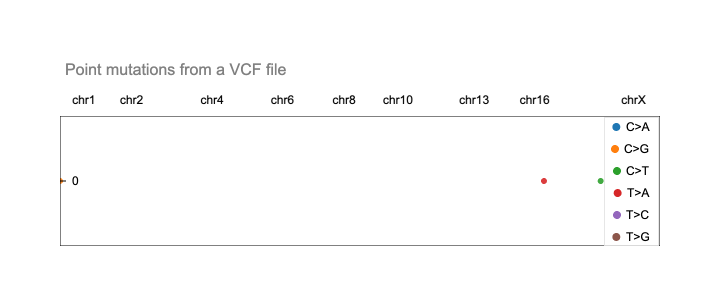 Point mutations from a VCF file
chr1 chr2 chr4 chr6 chr8 chr10 chr13 chr16 chrX
C>A
C>G
C>T
0
T>A
T>C
T>G